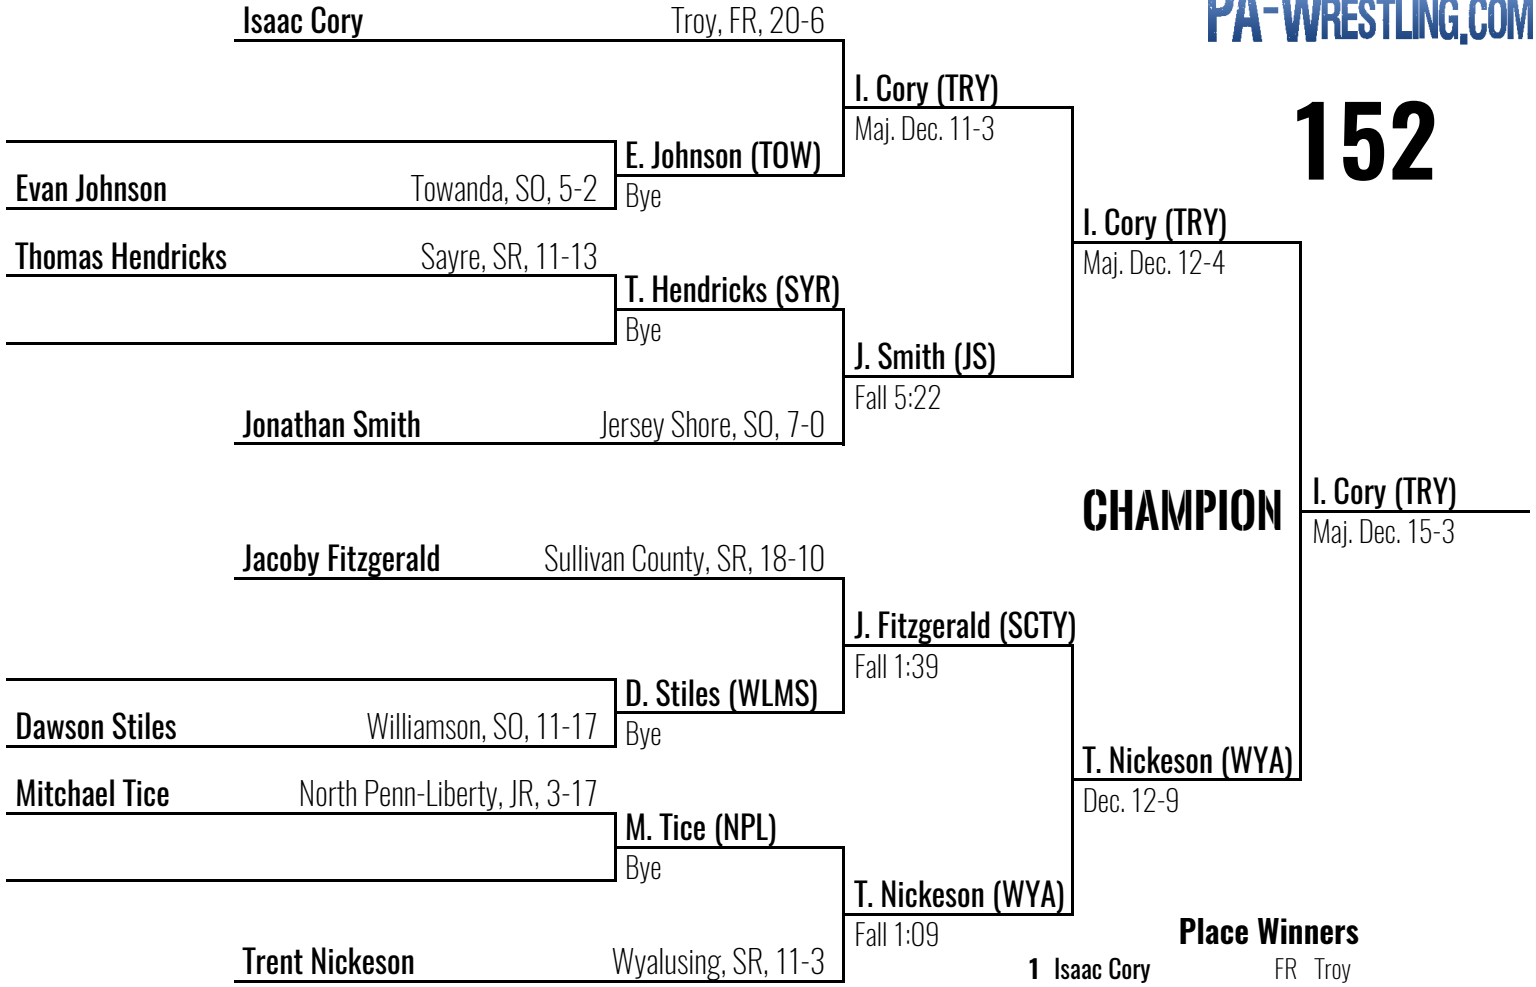 Isaac Cory Troy, FR, 20-6
PA-WRESTLING.COM
I. Cory (TRY)
Maj. Dec. 11-3
152
E. Johnson (TOW)
Evan Johnson Towanda, SO, 5-2
Bye
I. Cory (TRY)
Thomas Hendricks Sayre, SR, 11-13
Maj. Dec. 12-4
T. Hendricks (SYR)
Bye
J. Smith (JS)
Fall 5:22
Jonathan Smith Jersey Shore, SO, 7-0
I. Cory (TRY)
CHAMPION
Maj. Dec. 15-3
Jacoby Fitzgerald Sullivan County, SR, 18-10
J. Fitzgerald (SCTY)
Fall 1:39
D. Stiles (WLMS)
Dawson Stiles Williamson, SO, 11-17
Bye
T. Nickeson (WYA)
Mitchael Tice North Penn-Liberty, JR, 3-17
Dec. 12-9
M. Tice (NPL)
Bye
T. Nickeson (WYA)
Fall 1:09
Place Winners
Trent Nickeson Wyalusing, SR, 11-3
1 Isaac Cory FR Troy